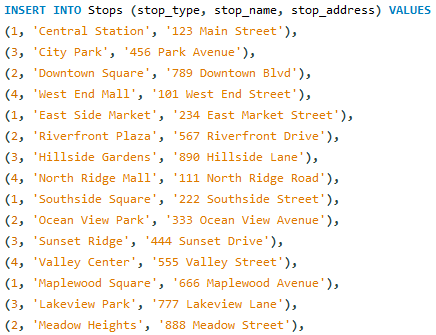 INSERT INTO Stops (stop_type, stop_name, stop_address) VALUES
(1, 'Central Station', '123 Main Street'),
(3, 'City Park', '456 Park Avenue'),
(2, 'Downtown Square', '789 Downtown Blvd'),
(4, 'West End Mall', '101 West End Street'),
(1, 'East Side Market', '234 East Market Street'),
(2, 'Riverfront Plaza', '567 Riverfront Drive'),
(3, 'Hillside Gardens', '890 Hillside Lane'),
(4, 'North Ridge Mall', '111 North Ridge Road'),
(1, 'Southside Square', '222 Southside Street'),
(2, 'Ocean View Park', '333 Ocean View Avenue'),
(3, 'Sunset Ridge', '444 Sunset Drive'),
(4, 'Valley Center', '555 Valley Street'),
(1, 'Maplewood Square', '666 Maplewood Avenue'),
(3, 'Lakeview Park', '777 Lakeview Lane'),
(2, 'Meadow Heights', '888 Meadow Street'),